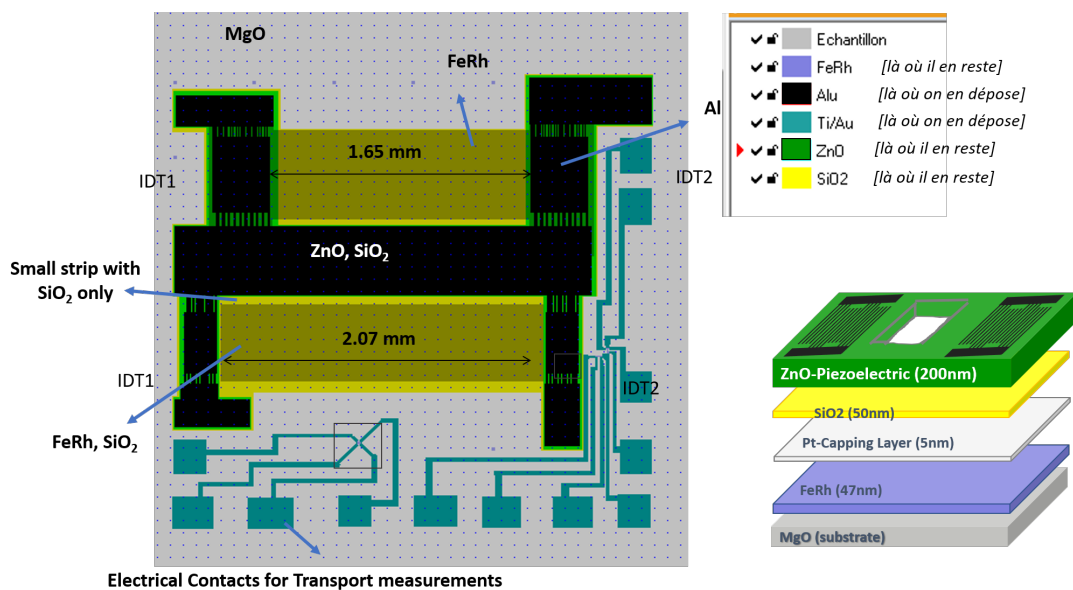 MgO
FeRh
Al
1.65 mm
IDT1
IDT2
ZnO, SiO₂
Small strip with
SiO₂ only
2.07 mm
IDT1
IDT2
FeRh, SiO₂
Electrical Contacts for Transport measurements
Echantillon
FeRh [là où il en reste]
Alu [là où on en dépose]
Ti/Au [là où on en dépose]
ZnO [là où il en reste]
SiO2 [là où il en reste]
ZnO-Piezoelectric (200nm)
SiO2 (50nm)
Pt-Capping Layer (5nm)
FeRh (47nm)
MgO (substrate)